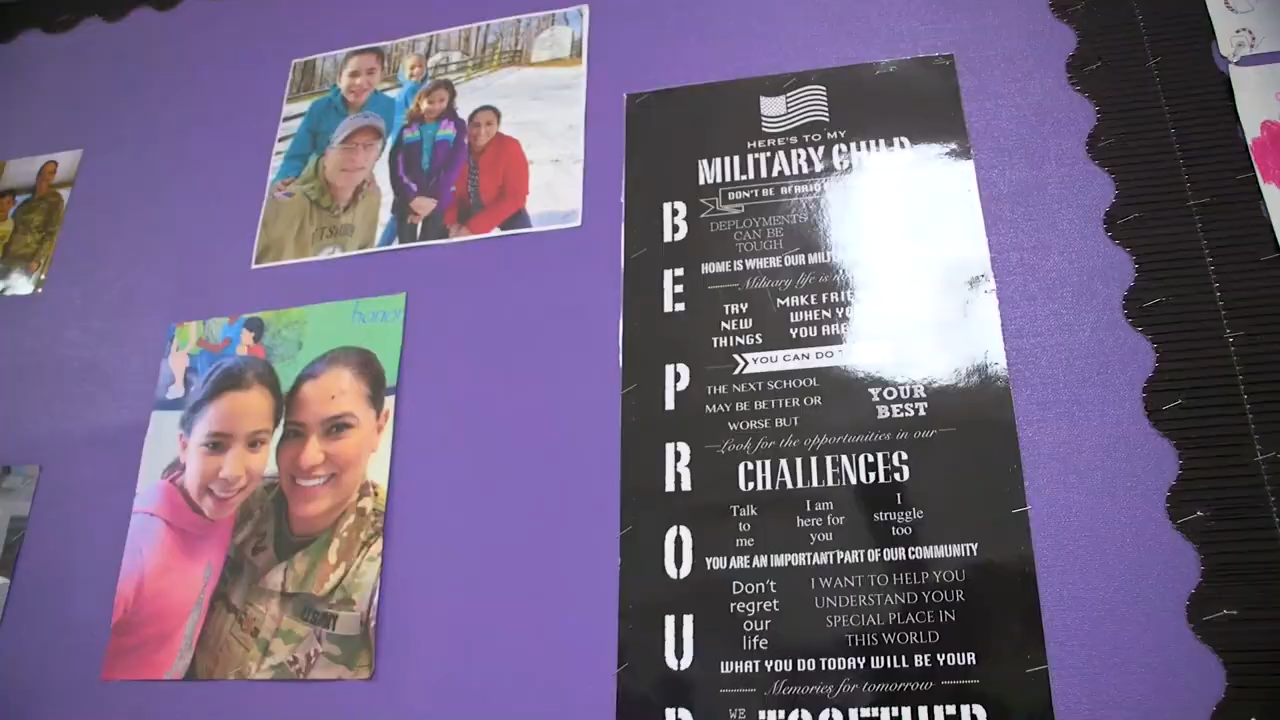 honor
U.S. ARMY
HERE'S TO MY
MILITARY CHILD
DON'T BE AFRAID
DEPLOYMENTS
CAN BE
TOUGH
HOME IS WHERE OUR
Military life is
TRY
NEW
THINGS
MAKE
WHEN
YOU ARE
YOU CAN DO
THE NEXT SCHOOL
MAY BE BETTER OR
WORSE BUT
YOUR
BEST
Look for the opportunities in our
CHALLENGES
Talk
to
me
I am
here for
you
I
struggle
too
YOU ARE AN IMPORTANT PART OF OUR COMMUNITY
Don't
regret
our
life
I WANT TO HELP YOU
UNDERSTAND YOUR
SPECIAL PLACE IN
THIS WORLD
WHAT YOU DO TODAY WILL BE YOUR
Memories for tomorrow
WE
TOGETHER
B
E
P
R
O
U
D